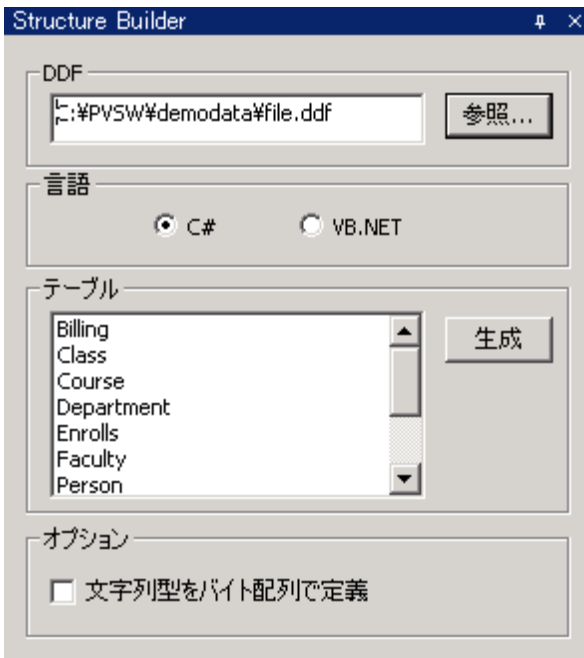 Structure Builder
DDF
C:¥PVSW¥demodata¥file.ddf
参照...
言語
C#
VB.NET
テーブル
Billing
Class
Course
Department
Enrolls
Faculty
Person
生成
オプション
文字列型をバイト配列で定義